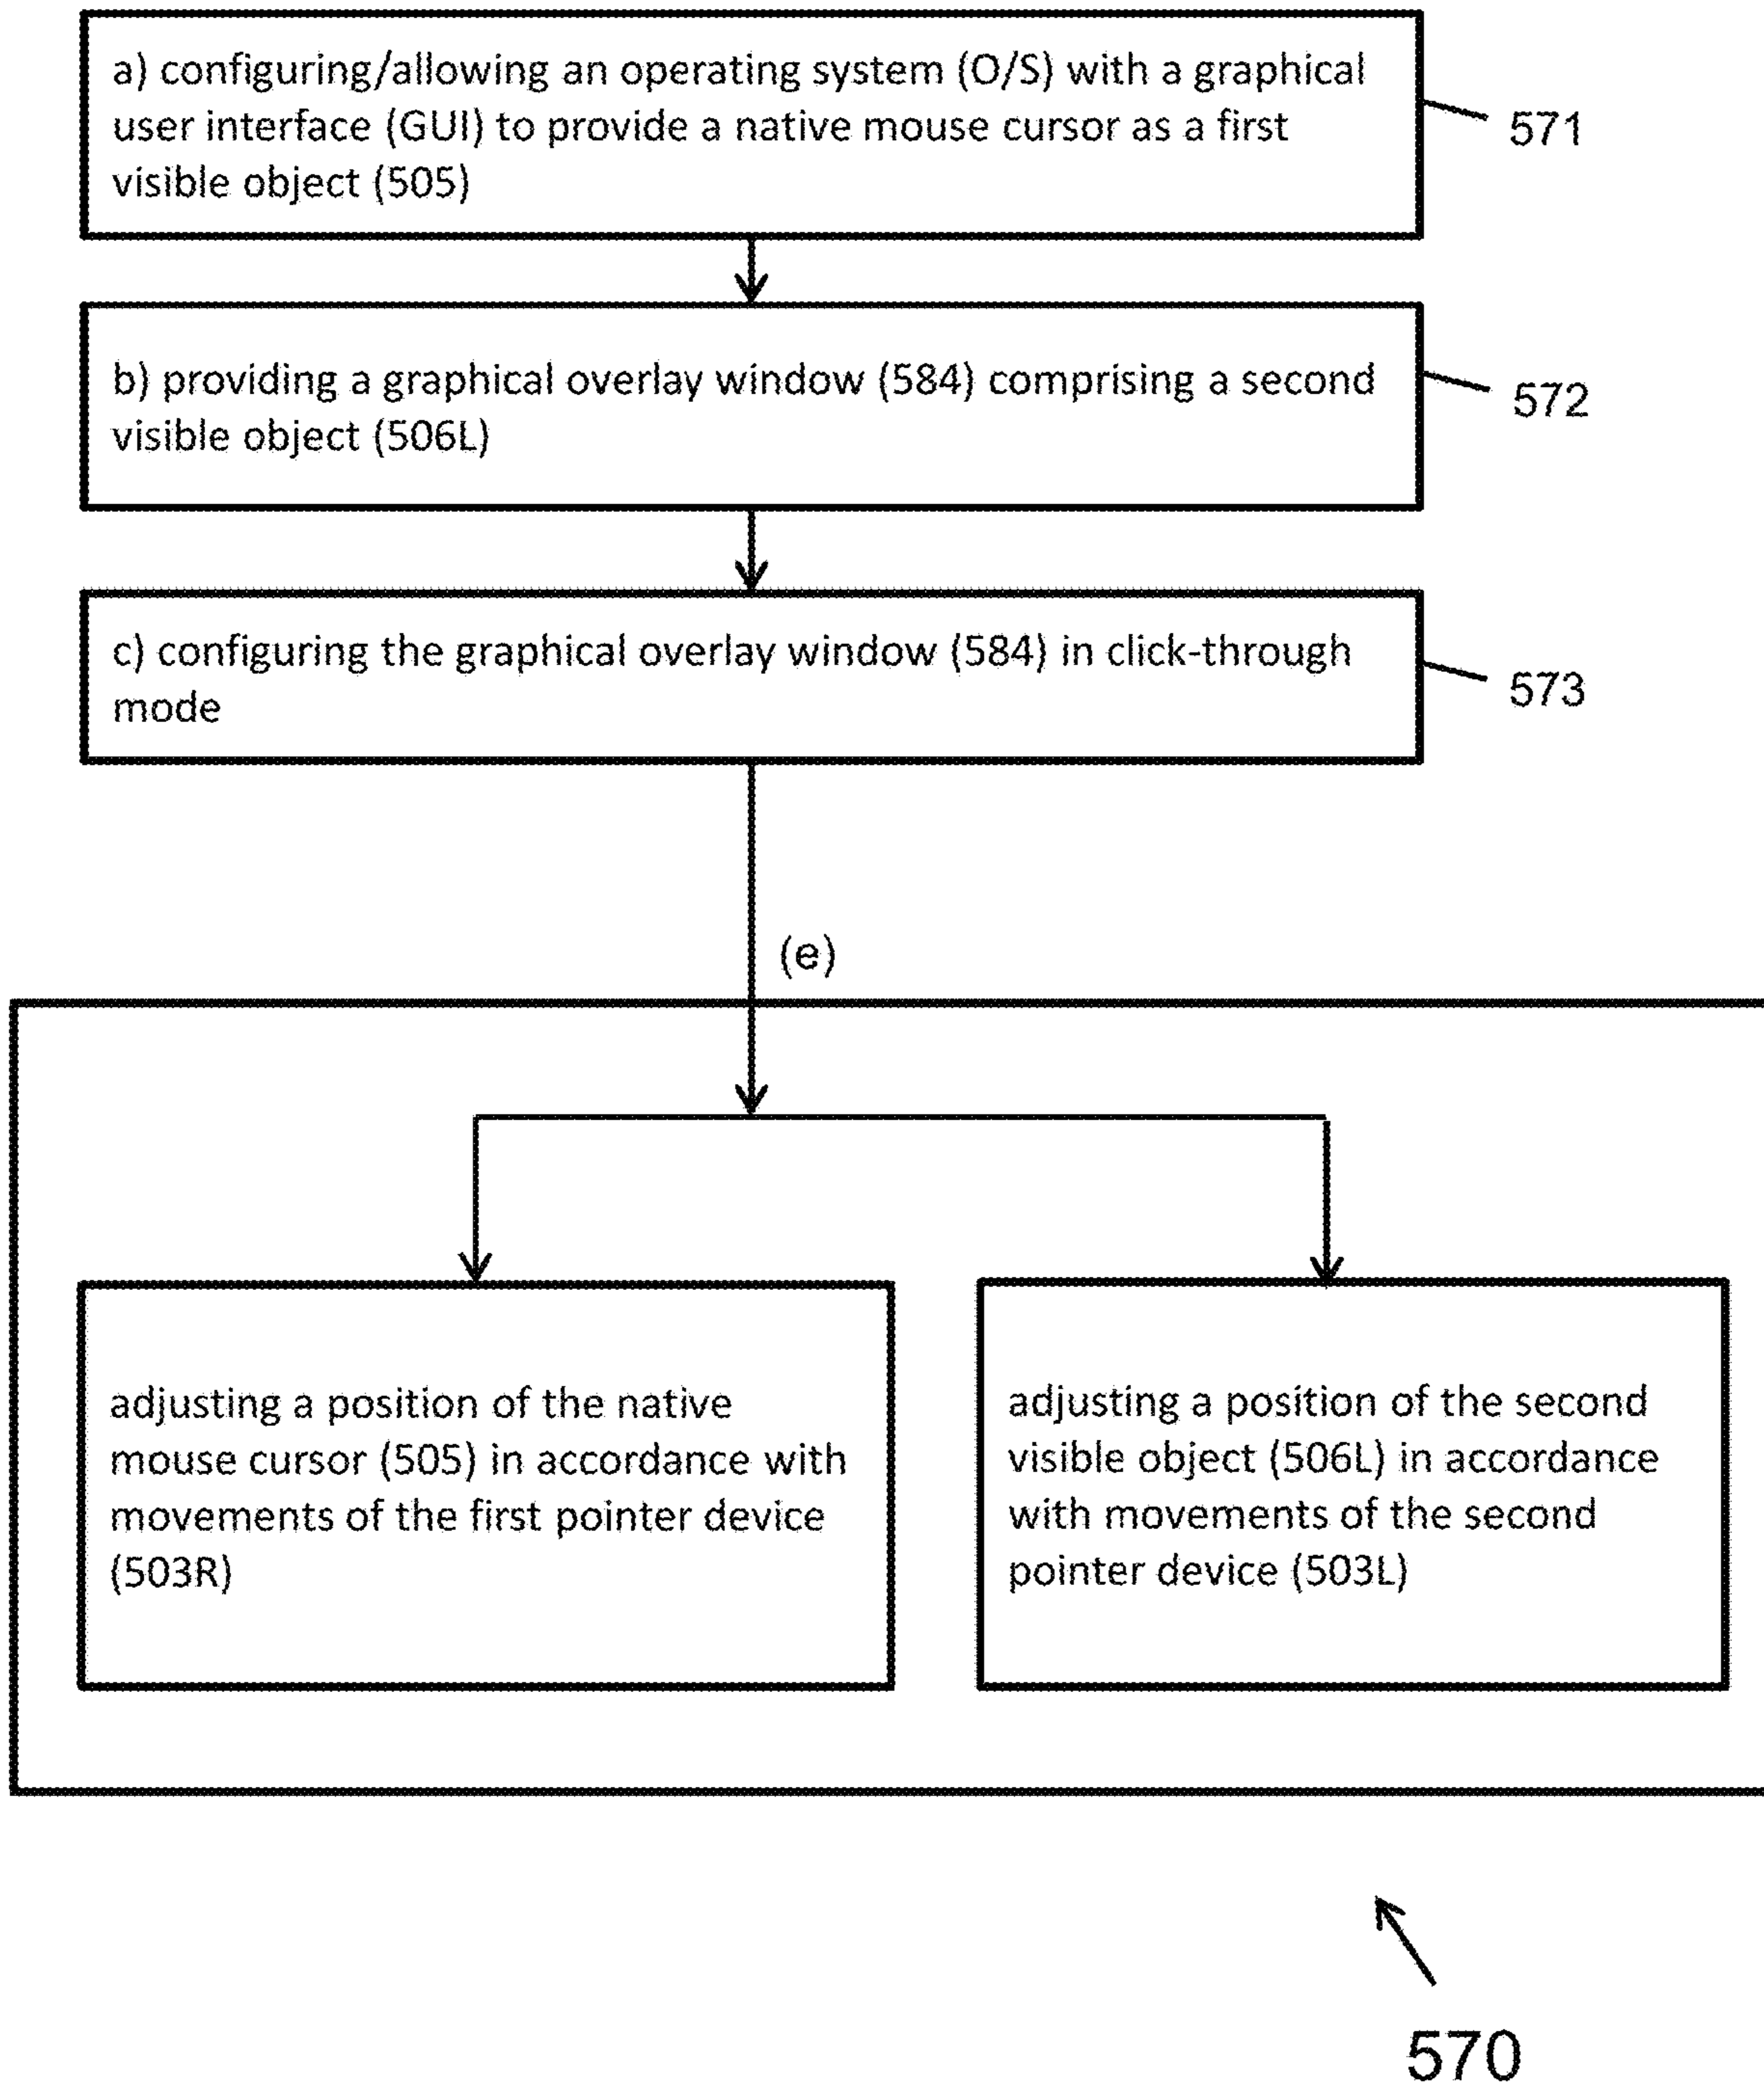 a) configuring/allowing an operating system (O/S) with a graphical
user interface (GUI) to provide a native mouse cursor as a first
visible object (505)
571
b) providing a graphical overlay window (584) comprising a second
visible object (506L)
572
c) configuring the graphical overlay window (584) in click-through
mode
573
(e)
adjusting a position of the native
mouse cursor (505) in accordance with
movements of the first pointer device
(503R)
adjusting a position of the second
visible object (506L) in accordance
with movements of the second
pointer device (503L)
570